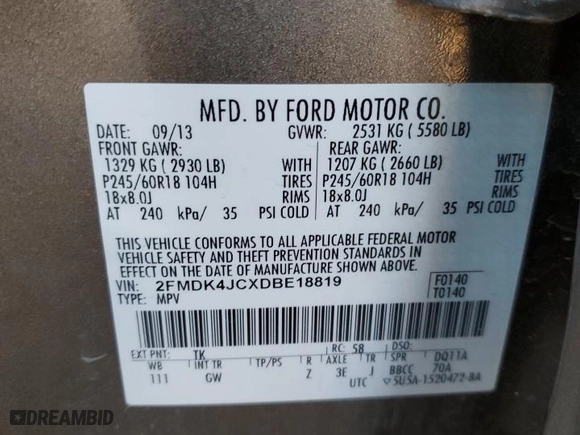 MFD. BY FORD MOTOR CO.
DATE: 09/13 GVWR: 2531 KG ( 5580 LB)
FRONT GAWR: REAR GAWR:
1329 KG ( 2930 LB) WITH 1207 KG ( 2660 LB) WITH
P245/60R18 104H TIRES P245/60R18 104H TIRES
18x8.0J RIMS 18x8.0J RIMS
AT 240 kPa/ 35 PSI COLD AT 240 kPa/ 35 PSI COLD
THIS VEHICLE CONFORMS TO ALL APPLICABLE FEDERAL MOTOR
VEHICLE SAFETY AND THEFT PREVENTION STANDARDS IN
EFFECT ON THE DATE OF MANUFACTURE SHOWN ABOVE.
VIN: 2FMDK4JCXDBE18819 F0140
TYPE: MPV T0140
EXT PNT: TK RC: 58 DSO:
WB INT TR TP/PS R AXLE TR SPR DQ11A
111 GW Z 3E J BBCC 70A
UTC 5U5A-1520472-BA
DREAMBID